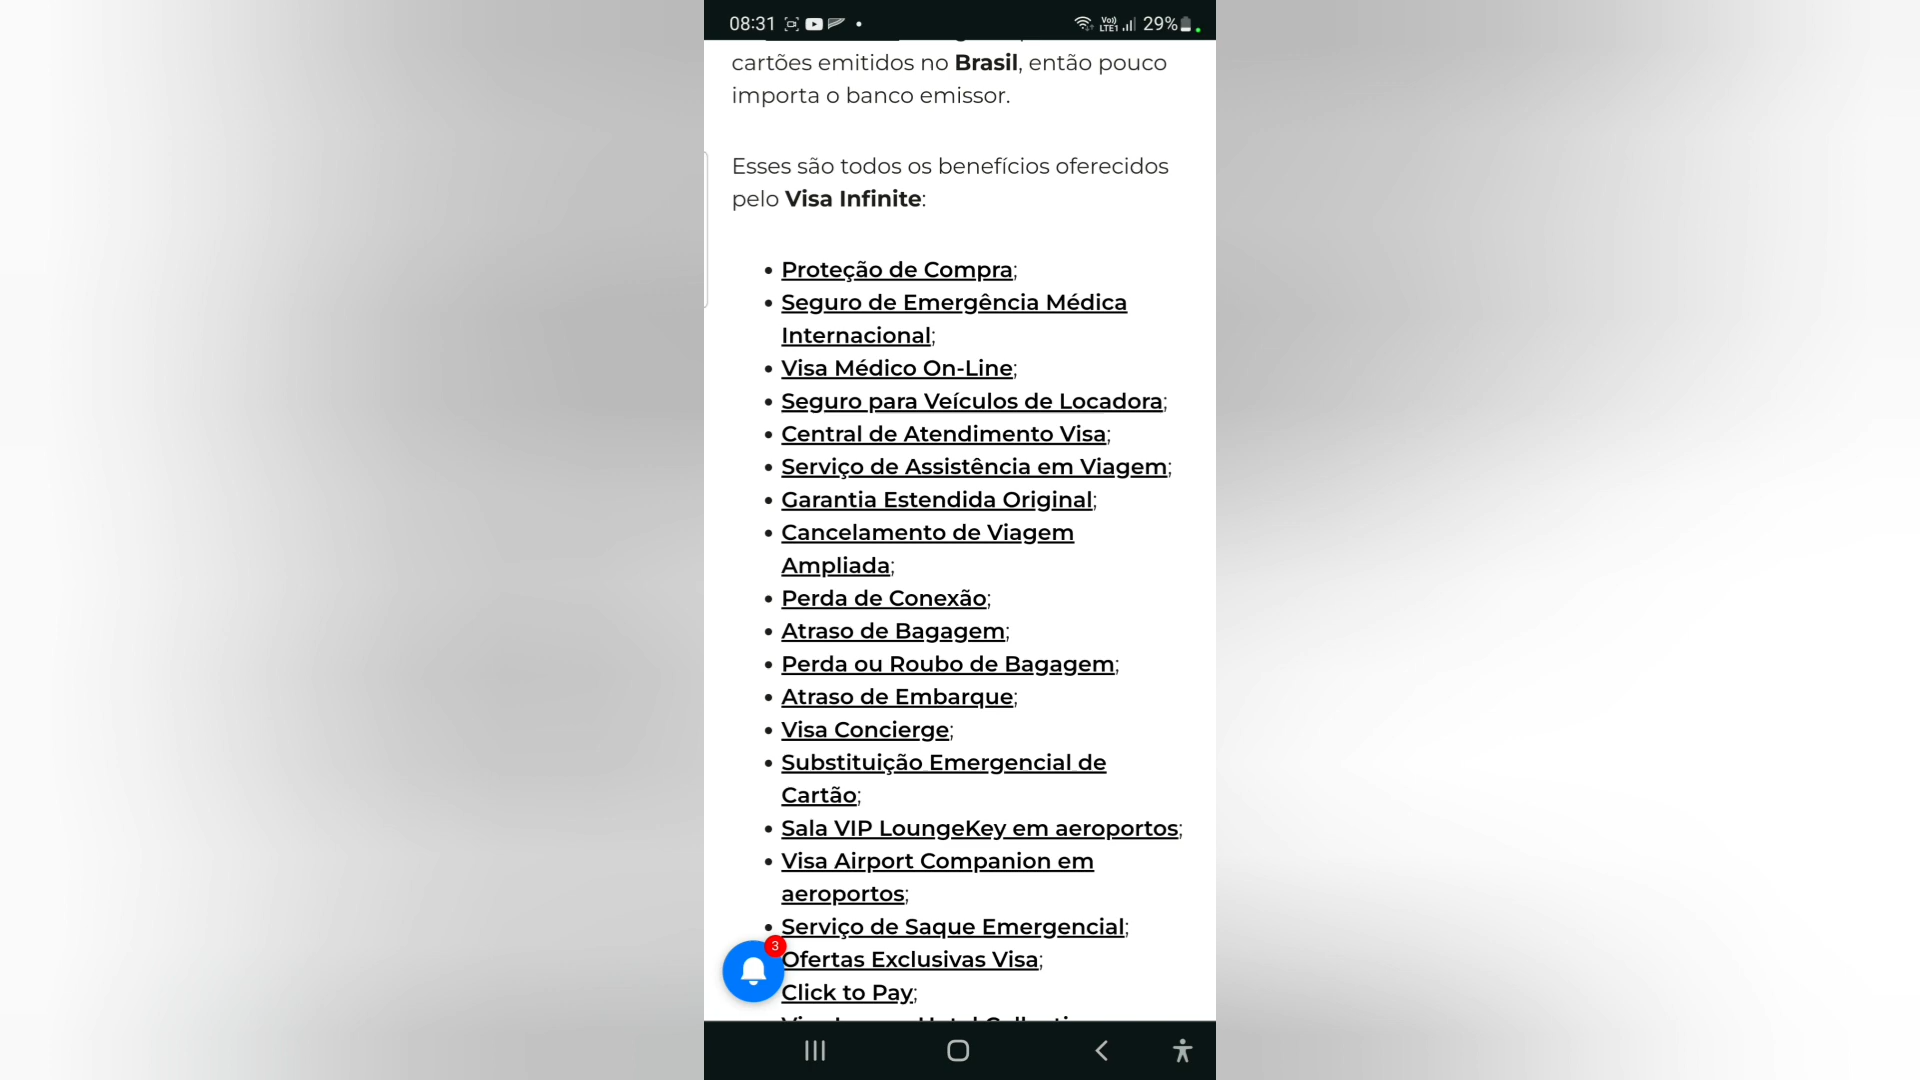 08:31
Vo)) LTE1
29%
cartões emitidos no Brasil, então pouco
importa o banco emissor.
Esses são todos os benefícios oferecidos
pelo Visa Infinite:
• Proteção de Compra;
• Seguro de Emergência Médica
Internacional;
• Visa Médico On-Line;
• Seguro para Veículos de Locadora;
• Central de Atendimento Visa;
• Serviço de Assistência em Viagem;
• Garantia Estendida Original;
• Cancelamento de Viagem
Ampliada;
• Perda de Conexão;
• Atraso de Bagagem;
• Perda ou Roubo de Bagagem;
• Atraso de Embarque;
• Visa Concierge;
• Substituição Emergencial de
Cartão;
• Sala VIP LoungeKey em aeroportos;
• Visa Airport Companion em
aeroportos;
• Serviço de Saque Emergencial;
3
Ofertas Exclusivas Visa;
Click to Pay;